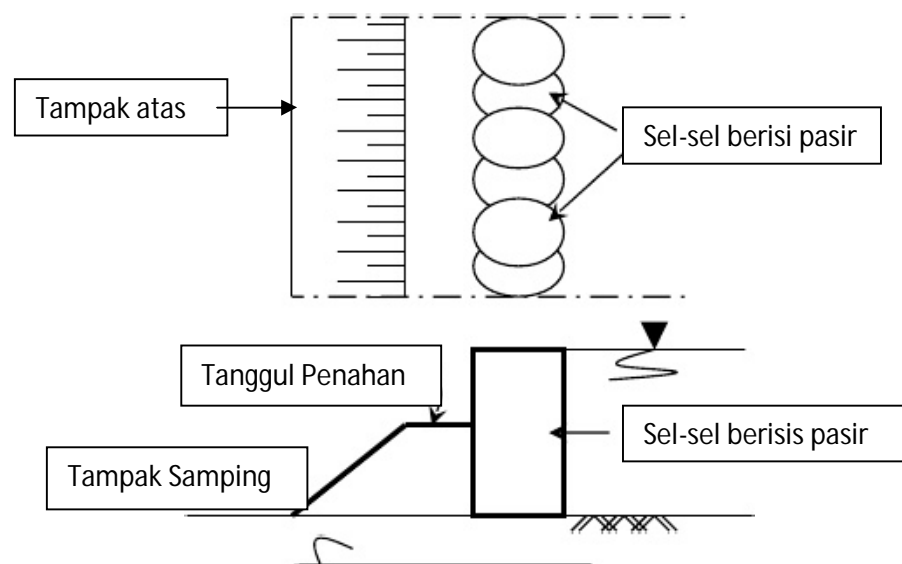 Tampak atas
Sel-sel berisi pasir
Tanggul Penahan
Sel-sel berisis pasir
Tampak Samping